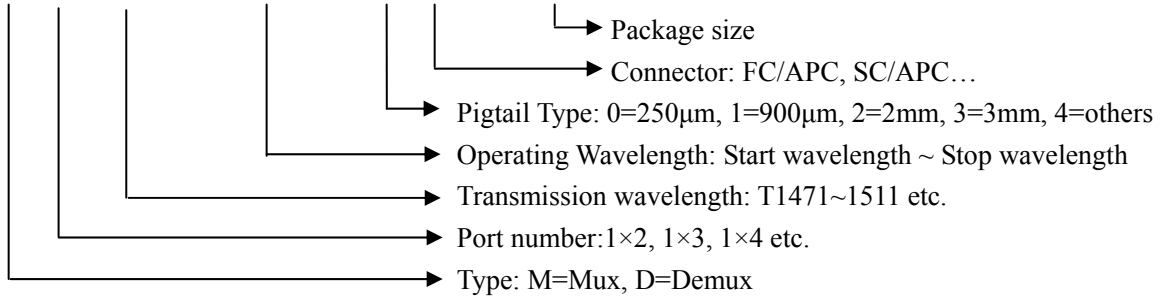 Package size
Connector: FC/APC, SC/APC…
Pigtail Type: 0=250μm, 1=900μm, 2=2mm, 3=3mm, 4=others
Operating Wavelength: Start wavelength ~ Stop wavelength
Transmission wavelength: T1471~1511 etc.
Port number:1×2, 1×3, 1×4 etc.
Type: M=Mux, D=Demux